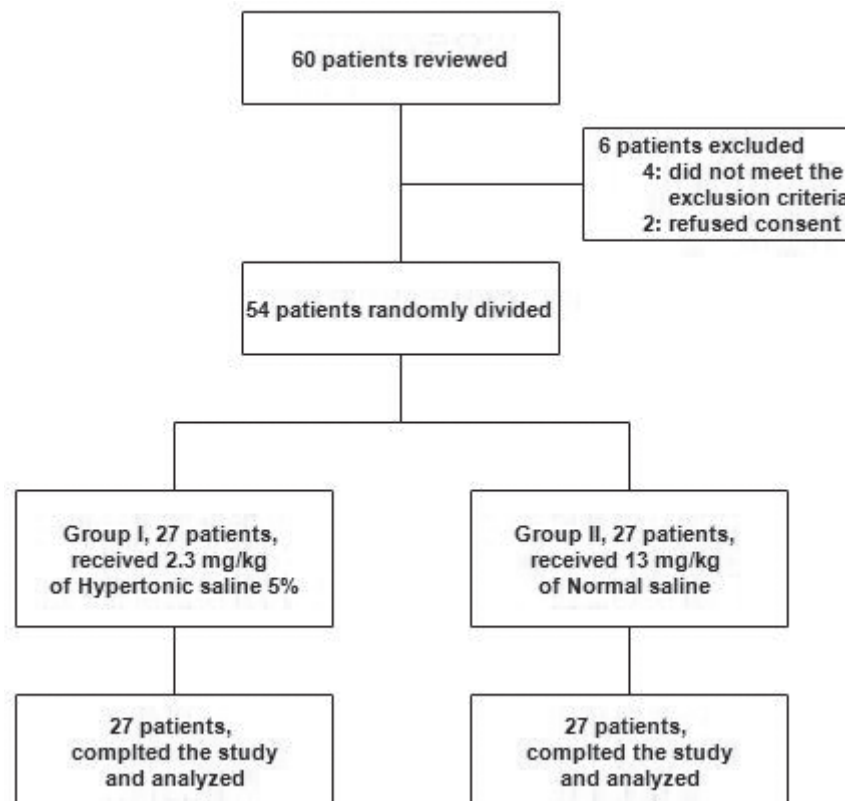 60 patients reviewed
6 patients excluded
4: did not meet the
exclusion criteria
2: refused consent
54 patients randomly divided
Group I, 27 patients,
received 2.3 mg/kg
of Hypertonic saline 5%
Group II, 27 patients,
received 13 mg/kg
of Normal saline
27 patients,
complted the study
and analyzed
27 patients,
complted the study
and analyzed